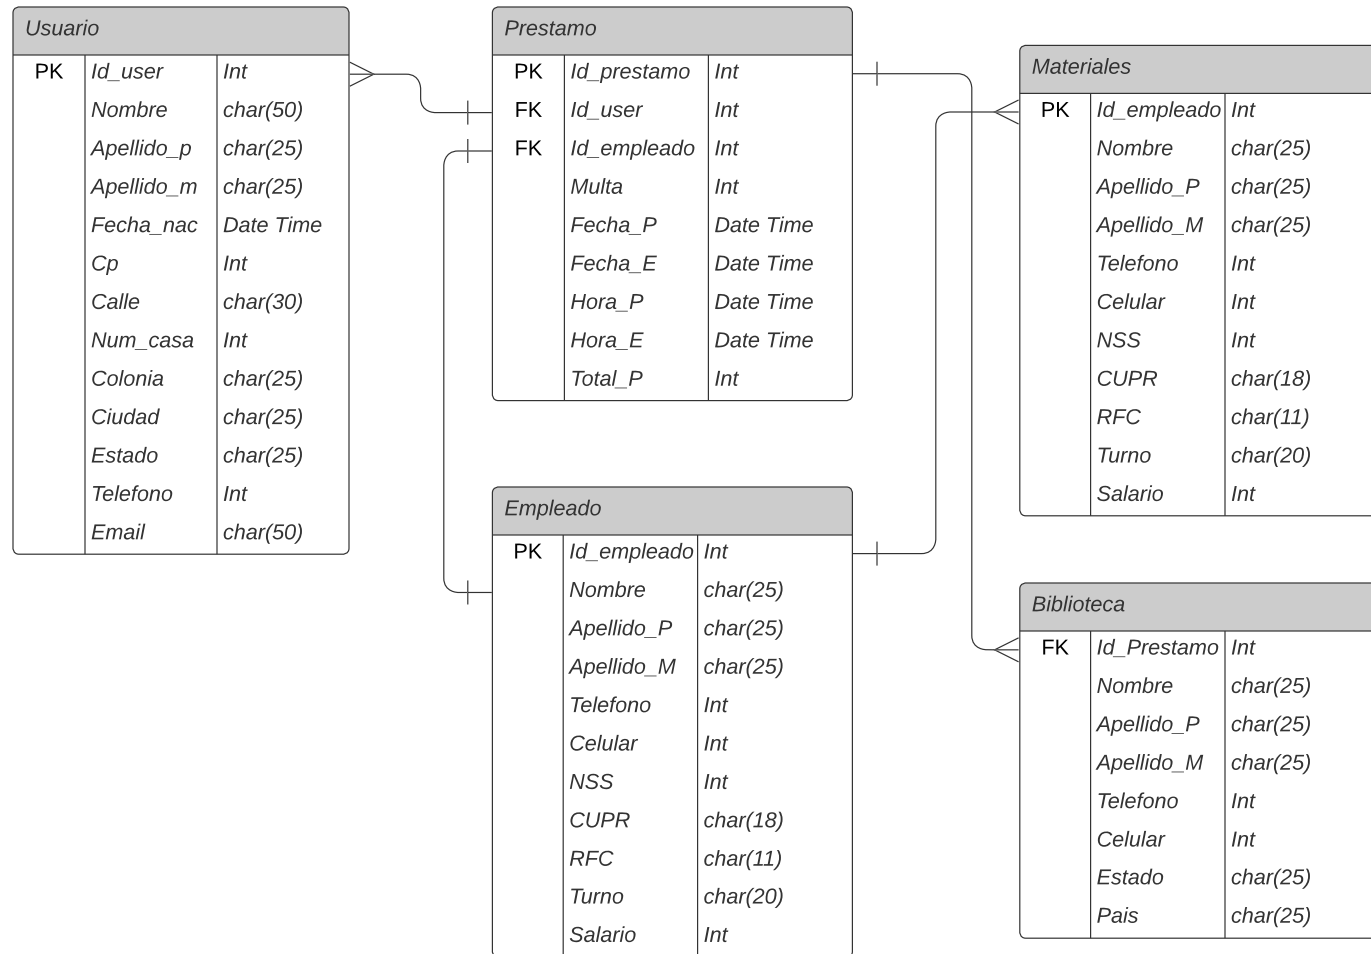 Usuario
PK Id_user Int
Nombre char(50)
Apellido_p char(25)
Apellido_m char(25)
Fecha_nac Date Time
Cp Int
Calle char(30)
Num_casa Int
Colonia char(25)
Ciudad char(25)
Estado char(25)
Telefono Int
Email char(50)
Prestamo
PK Id_prestamo Int
FK Id_user Int
FK Id_empleado Int
Multa Int
Fecha_P Date Time
Fecha_E Date Time
Hora_P Date Time
Hora_E Date Time
Total_P Int
Empleado
PK Id_empleado Int
Nombre char(25)
Apellido_P char(25)
Apellido_M char(25)
Telefono Int
Celular Int
NSS Int
CUPR char(18)
RFC char(11)
Turno char(20)
Salario Int
Materiales
PK Id_empleado Int
Nombre char(25)
Apellido_P char(25)
Apellido_M char(25)
Telefono Int
Celular Int
NSS Int
CUPR char(18)
RFC char(11)
Turno char(20)
Salario Int
Biblioteca
FK Id_Prestamo Int
Nombre char(25)
Apellido_P char(25)
Apellido_M char(25)
Telefono Int
Celular Int
Estado char(25)
Pais char(25)